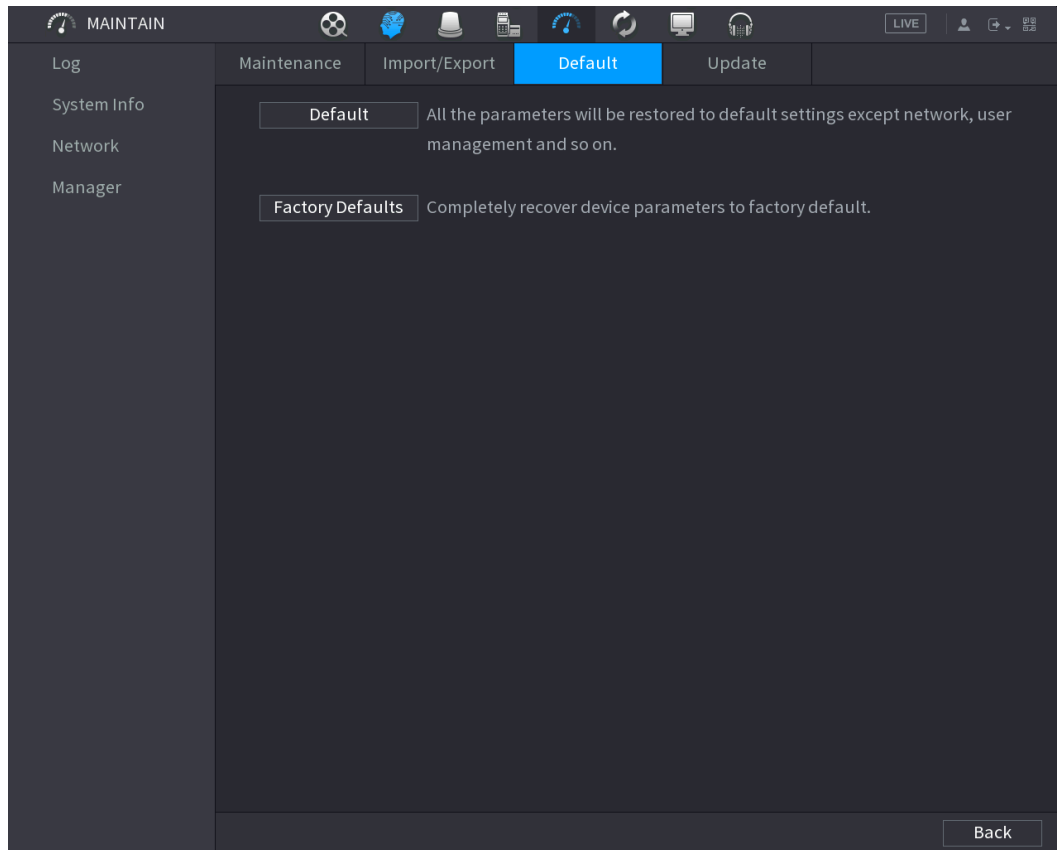 MAINTAIN
LIVE
Log
System Info
Network
Manager
Maintenance Import/Export Default Update
Default All the parameters will be restored to default settings except network, user
management and so on.
Factory Defaults Completely recover device parameters to factory default.
Back